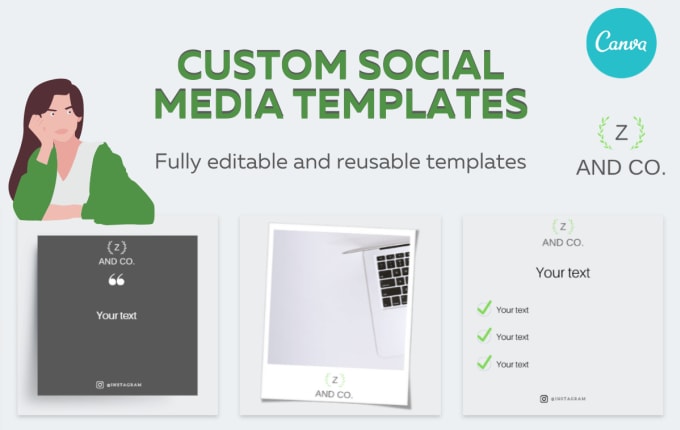 Canva
CUSTOM SOCIAL
MEDIA TEMPLATES
Fully editable and reusable templates
Z
AND CO.
Z
AND CO.
❝
Your text
@INSTAGRAM
Z
AND CO.
Z
AND CO.
Your text
Your text
Your text
Your text
@INSTAGRAM